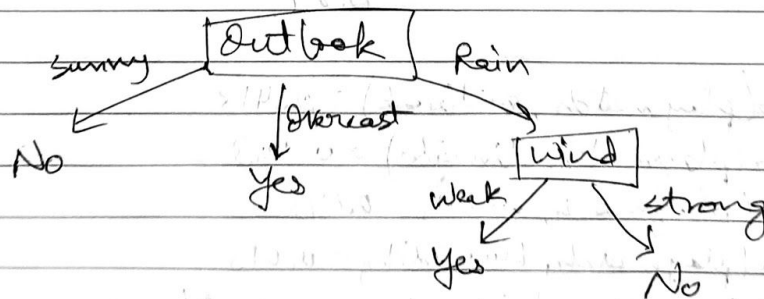 Outlook
Sunny Rain
Overcast
No Wind
Yes
Weak Strong
Yes
No